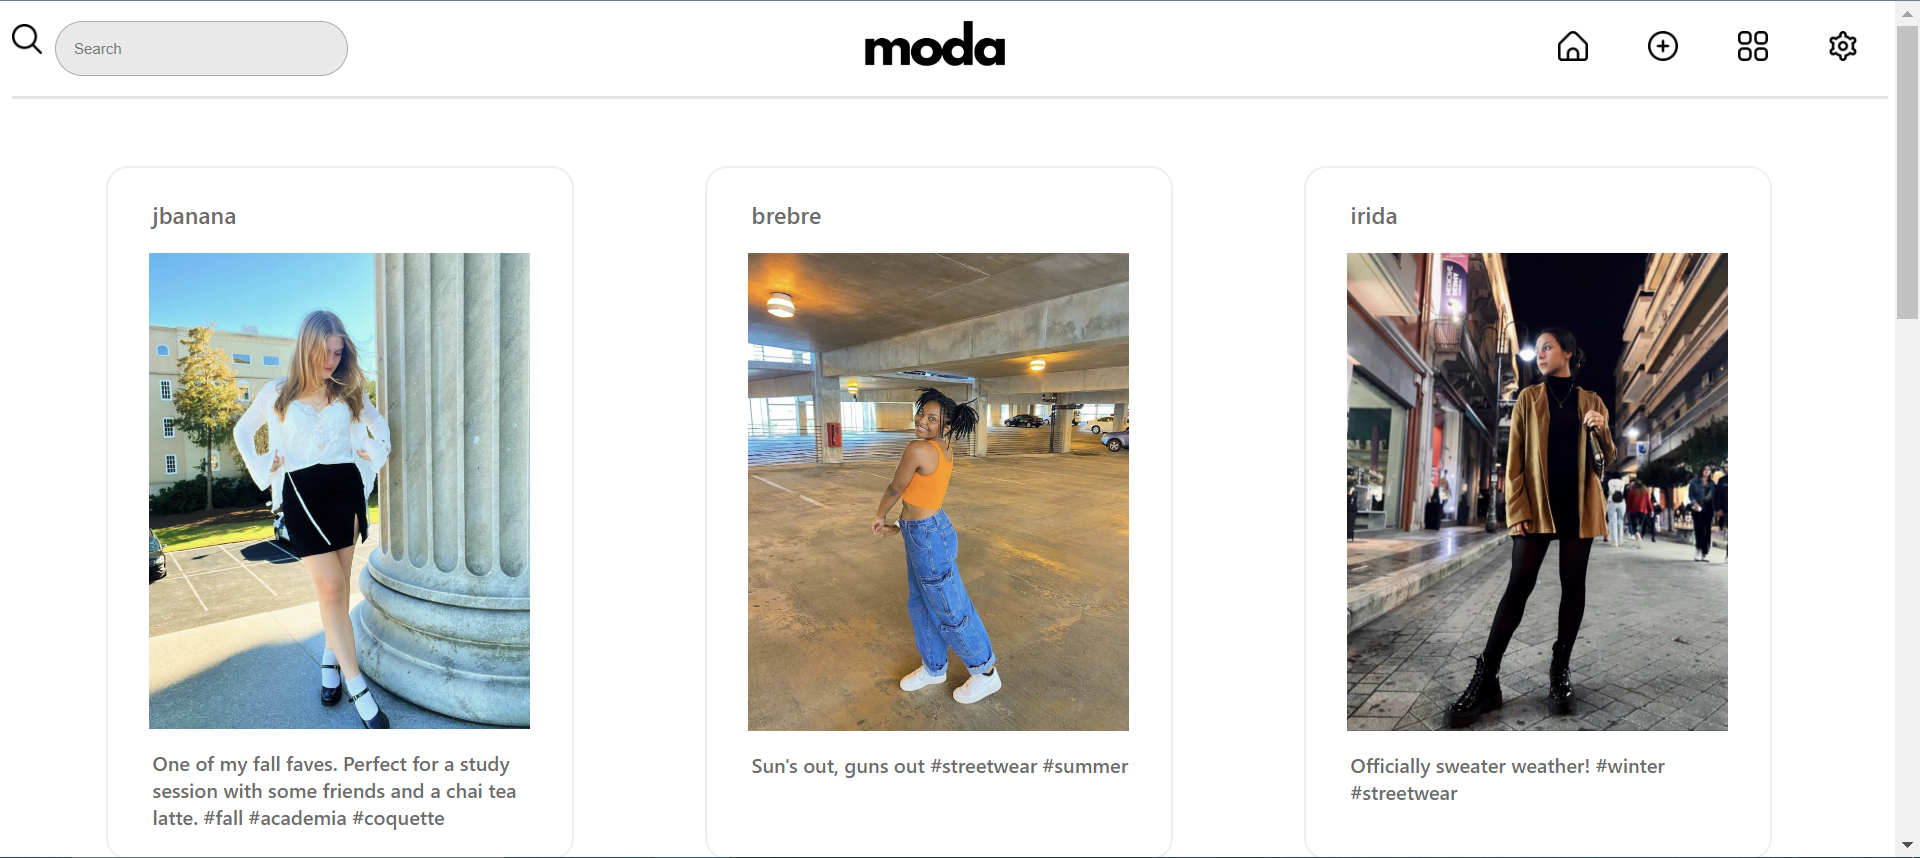 Search
moda
jbanana
brebre
irida
One of my fall faves. Perfect for a study
session with some friends and a chai tea
latte. #fall #academia #coquette
Sun's out, guns out #streetwear #summer
Officially sweater weather! #winter
#streetwear